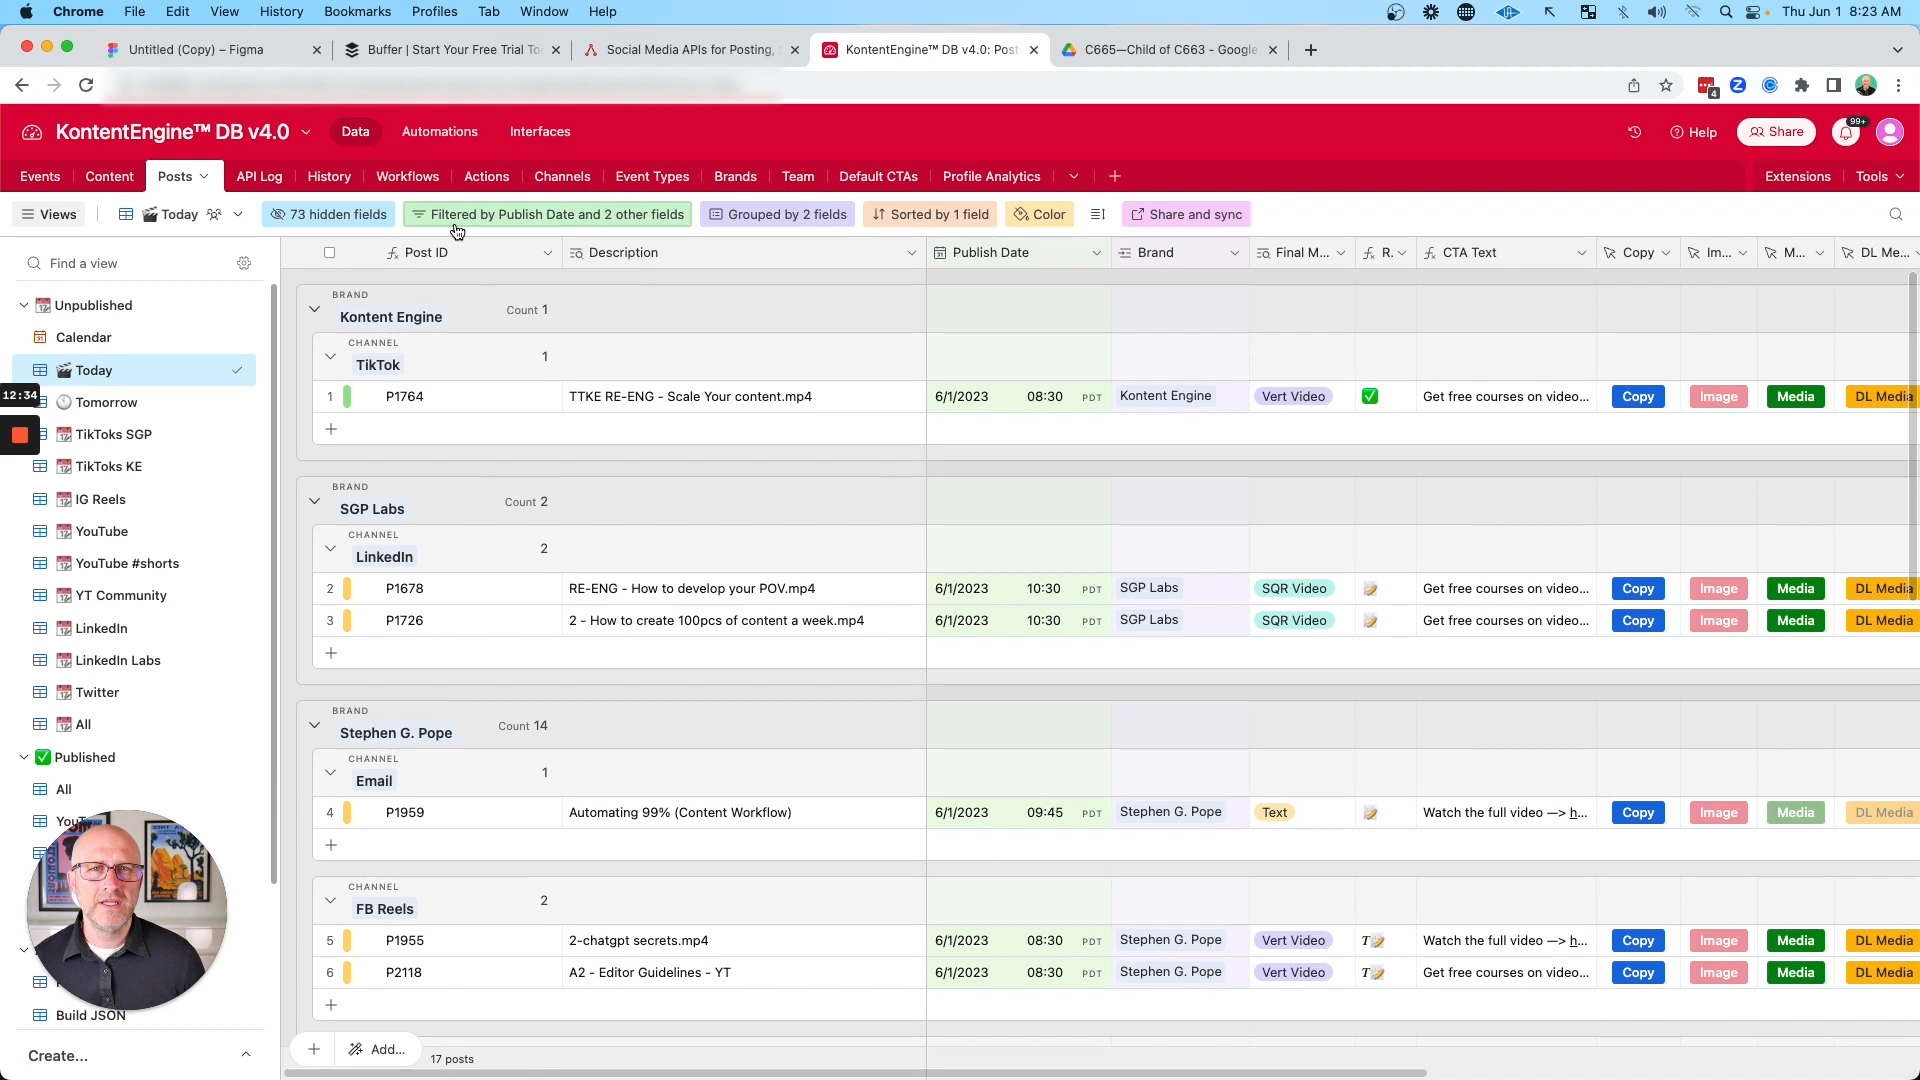 Chrome File Edit View History Bookmarks Profiles Tab Window Help Thu Jun 1 8:23 AM
Untitled (Copy) – Figma
Buffer | Start Your Free Trial To
Social Media APIs for Posting,
KontentEngine™ DB v4.0: Post
C665—Child of C663 - Google
4
KontentEngine™ DB v4.0 Data Automations Interfaces Help Share 99+
Events Content Posts API Log History Workflows Actions Channels Event Types Brands Team Default CTAs Profile Analytics Extensions Tools
Views Today 73 hidden fields Filtered by Publish Date and 2 other fields Grouped by 2 fields Sorted by 1 field Color Share and sync
Find a view
Unpublished
Calendar
Today
12:34
Tomorrow
TikToks SGP
TikToks KE
IG Reels
YouTube
YouTube #shorts
YT Community
LinkedIn
LinkedIn Labs
Twitter
All
Published
All
Build JSON
Create...
Post ID Description Publish Date Brand Final M... R. CTA Text Copy Im... M... DL Me...
BRAND
Kontent Engine Count 1
CHANNEL
TikTok 1
1 P1764 TTKE RE-ENG - Scale Your content.mp4 6/1/2023 08:30 PDT Kontent Engine Vert Video Get free courses on video... Copy Image Media DL Media
BRAND
SGP Labs Count 2
CHANNEL
LinkedIn 2
2 P1678 RE-ENG - How to develop your POV.mp4 6/1/2023 10:30 PDT SGP Labs SQR Video Get free courses on video... Copy Image Media DL Media
3 P1726 2 - How to create 100pcs of content a week.mp4 6/1/2023 10:30 PDT SGP Labs SQR Video Get free courses on video... Copy Image Media DL Media
BRAND
Stephen G. Pope Count 14
CHANNEL
Email 1
4 P1959 Automating 99% (Content Workflow) 6/1/2023 09:45 PDT Stephen G. Pope Text Watch the full video —> h... Copy Image Media DL Media
CHANNEL
FB Reels 2
5 P1955 2-chatgpt secrets.mp4 6/1/2023 08:30 PDT Stephen G. Pope Vert Video T Watch the full video —> h... Copy Image Media DL Media
6 P2118 A2 - Editor Guidelines - YT 6/1/2023 08:30 PDT Stephen G. Pope Vert Video T Get free courses on video... Copy Image Media DL Media
Add... 17 posts